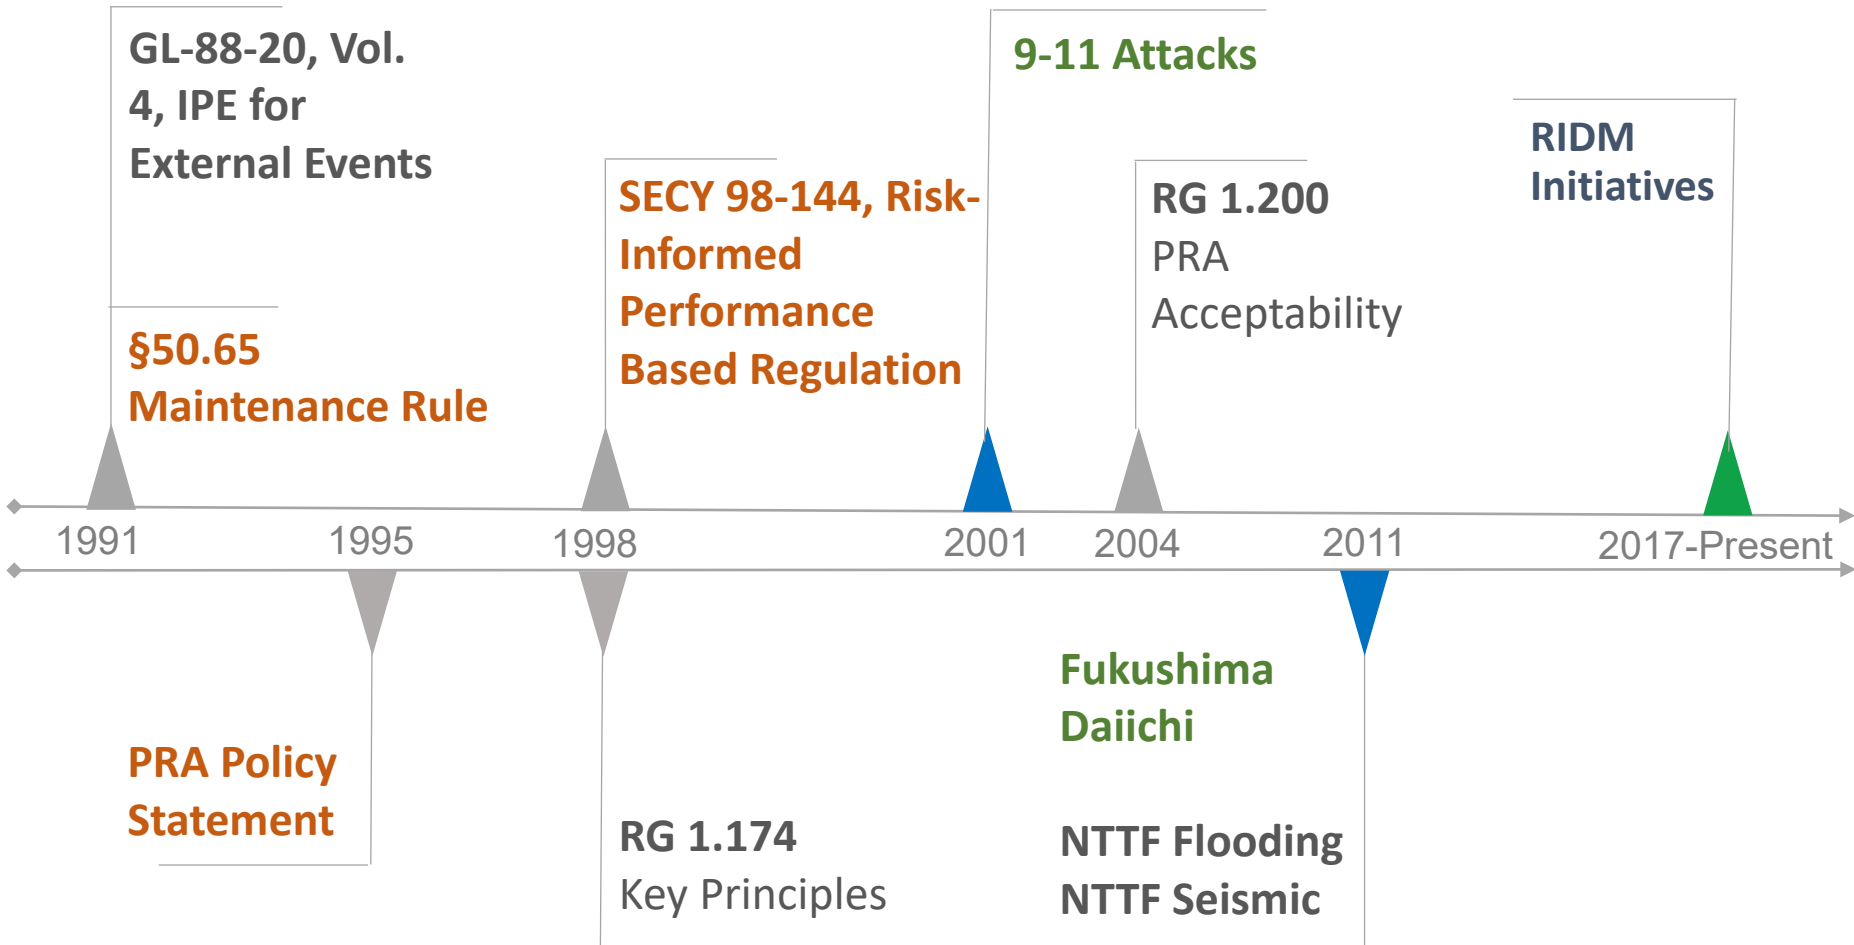 GL-88-20, Vol.
4, IPE for
External Events
§50.65
Maintenance Rule
SECY 98-144, Risk-
Informed
Performance
Based Regulation
9-11 Attacks
RG 1.200
PRA
Acceptability
RIDM
Initiatives
1991
1995
1998
2001
2004
2011
2017-Present
PRA Policy
Statement
RG 1.174
Key Principles
Fukushima
Daiichi
NTTF Flooding
NTTF Seismic